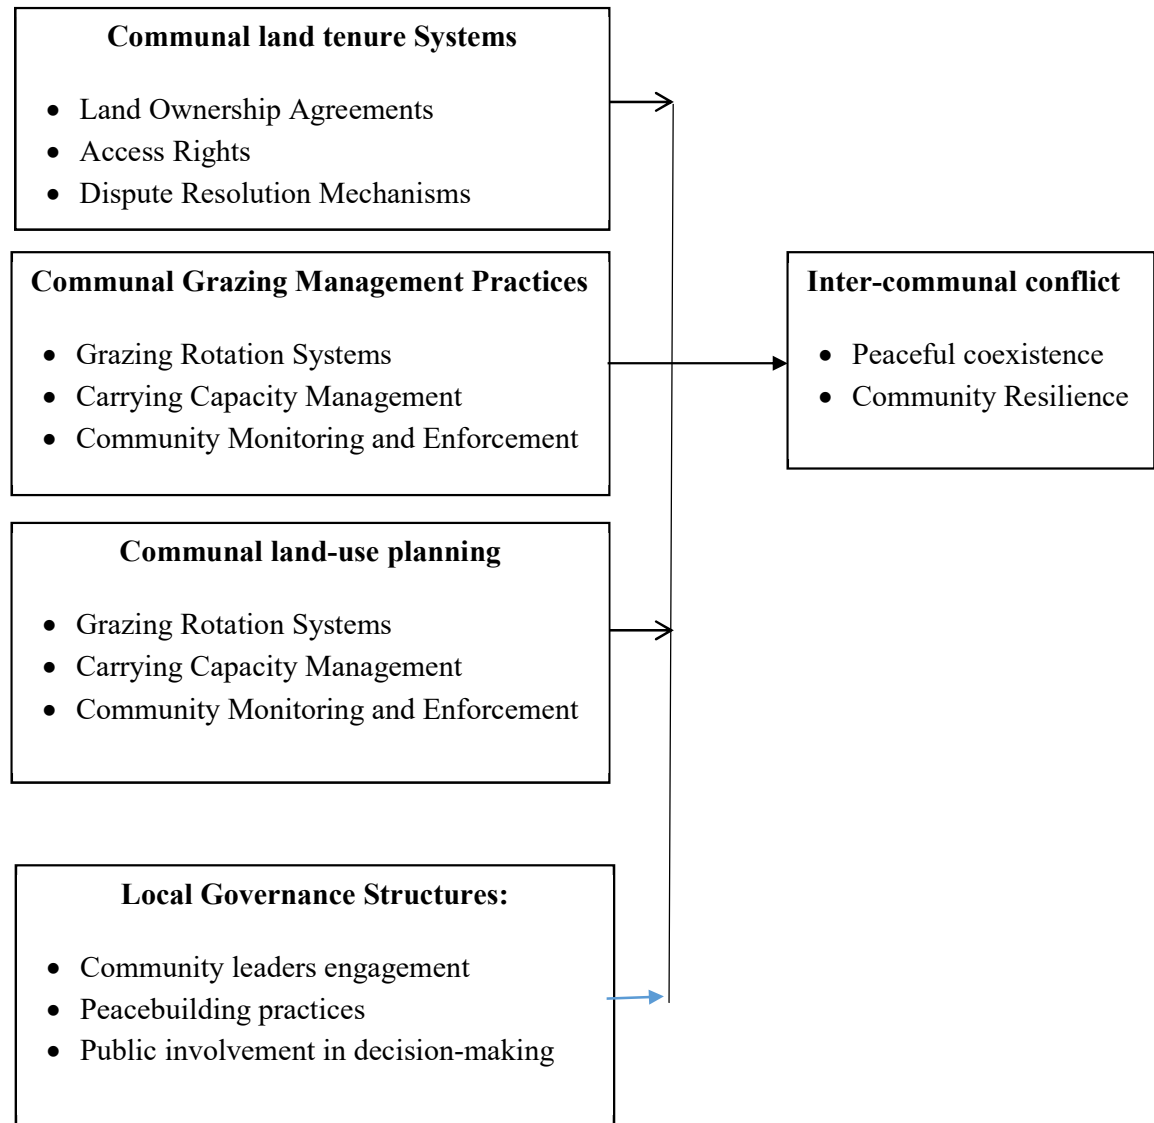 Communal land tenure Systems
• Land Ownership Agreements
• Access Rights
• Dispute Resolution Mechanisms
Communal Grazing Management Practices
• Grazing Rotation Systems
• Carrying Capacity Management
• Community Monitoring and Enforcement
Inter-communal conflict
• Peaceful coexistence
• Community Resilience
Communal land-use planning
• Grazing Rotation Systems
• Carrying Capacity Management
• Community Monitoring and Enforcement
Local Governance Structures:
• Community leaders engagement
• Peacebuilding practices
• Public involvement in decision-making